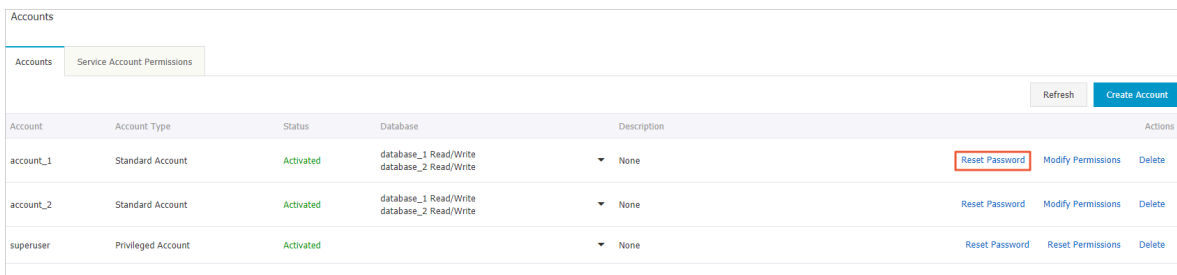 Accounts
Accounts Service Account Permissions
Refresh Create Account
Account Account Type Status Database Description Actions
account_1 Standard Account Activated database_1 Read/Write None Reset Password Modify Permissions Delete
database_2 Read/Write
account_2 Standard Account Activated database_1 Read/Write None Reset Password Modify Permissions Delete
database_2 Read/Write
superuser Privileged Account Activated None Reset Password Reset Permissions Delete